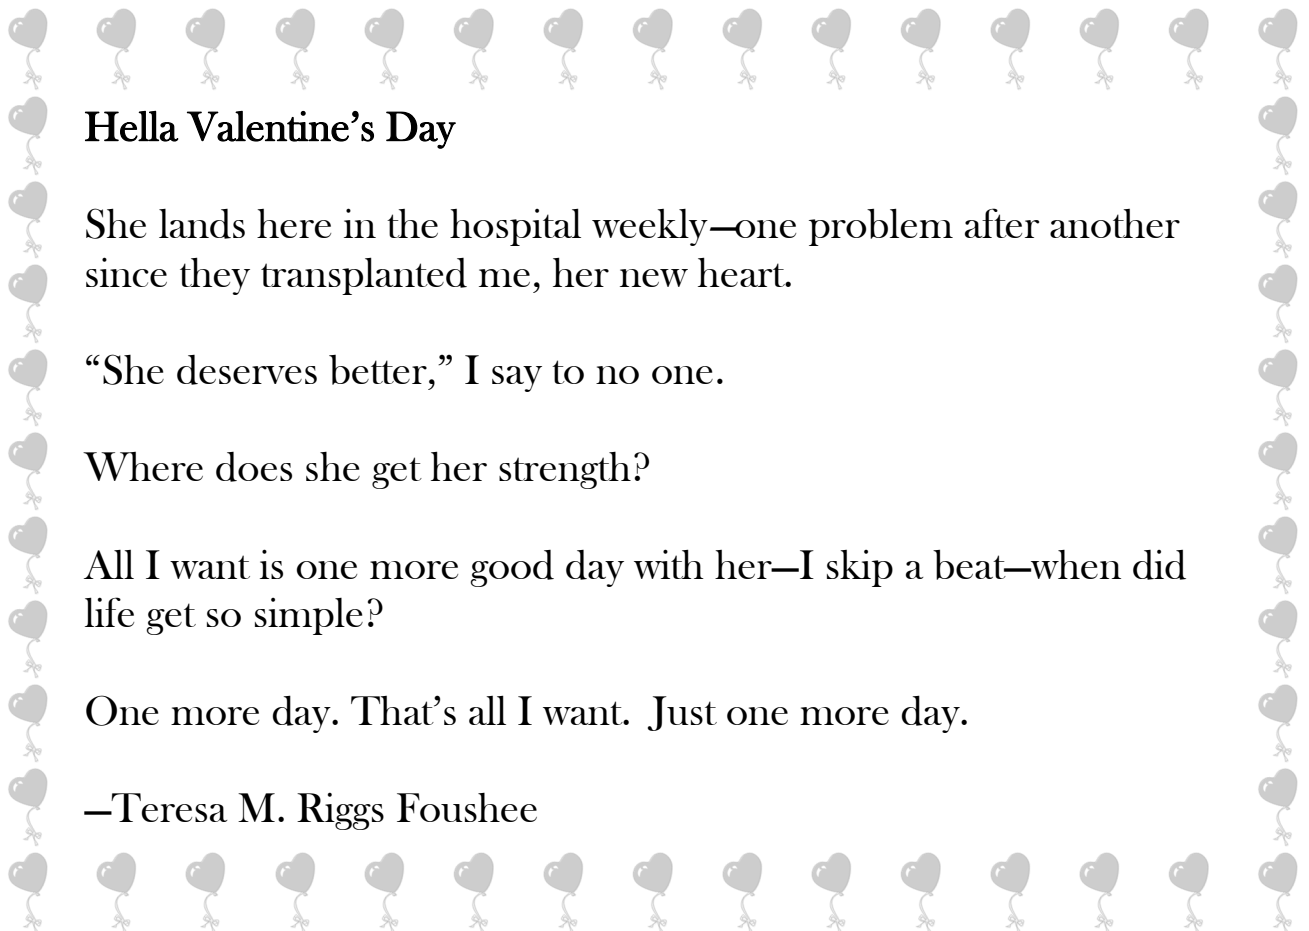 Hella Valentine’s Day
She lands here in the hospital weekly—one problem after another
since they transplanted me, her new heart.
“She deserves better,” I say to no one.
Where does she get her strength?
All I want is one more good day with her—I skip a beat—when did
life get so simple?
One more day. That’s all I want.  Just one more day.
—Teresa M. Riggs Foushee